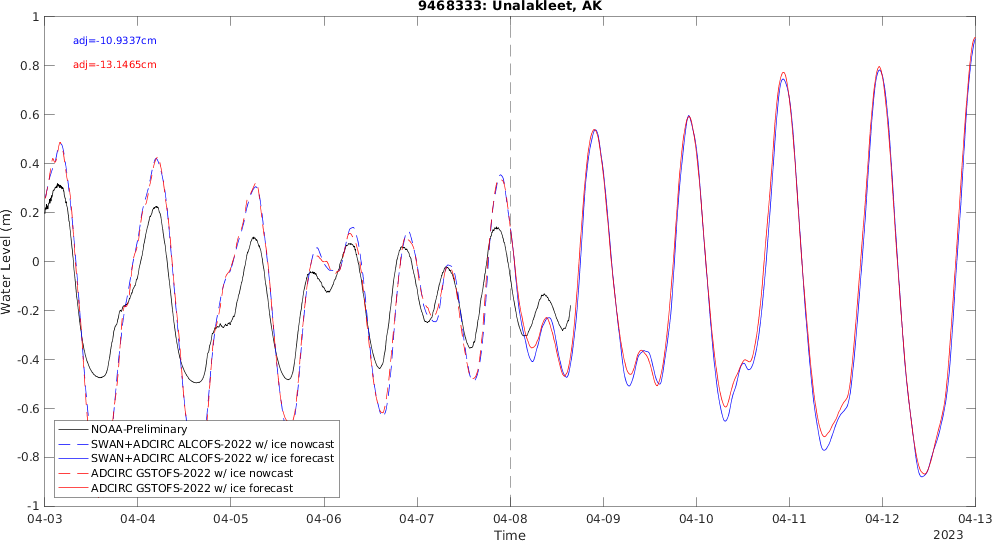 9468333: Unalakleet, AK
adj=-10.9337cm
adj=-13.1465cm
Water Level (m)
1
0.8
0.6
0.4
0.2
0
-0.2
-0.4
-0.6
-0.8
-1
NOAA-Preliminary
SWAN+ADCIRC ALCOFS-2022 w/ ice nowcast
SWAN+ADCIRC ALCOFS-2022 w/ ice forecast
ADCIRC GSTOFS-2022 w/ ice nowcast
ADCIRC GSTOFS-2022 w/ ice forecast
04-03 04-04 04-05 04-06 04-07 04-08 04-09 04-10 04-11 04-12 04-13
Time
2023